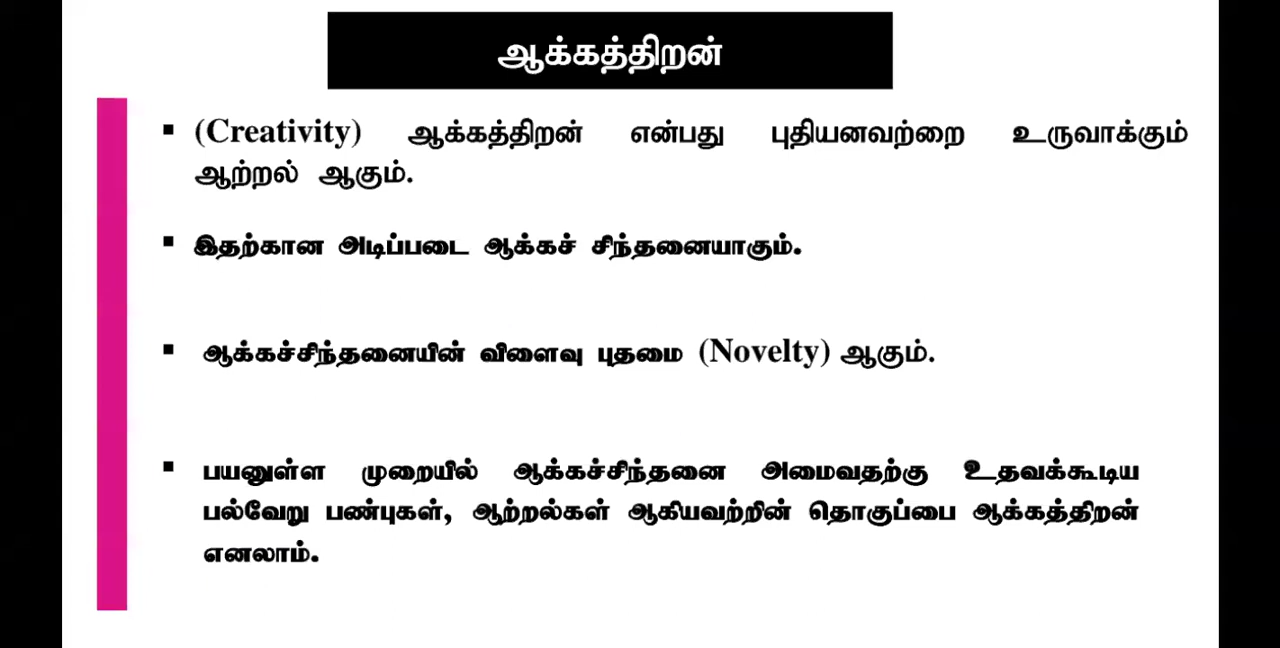 ஆக்கத்திறன்
▪ (Creativity) ஆக்கத்திறன் என்பது புதியனவற்றை உருவாக்கும்
ஆற்றல் ஆகும்.
▪ இதற்கான அடிப்படை ஆக்கச் சிந்தனையாகும்.
▪ ஆக்கச்சிந்தனையின் விளைவு புதமை (Novelty) ஆகும்.
▪ பயனுள்ள முறையில் ஆக்கச்சிந்தனை அமைவதற்கு உதவக்கூடிய
பல்வேறு பண்புகள், ஆற்றல்கள் ஆகியவற்றின் தொகுப்பை ஆக்கத்திறன்
எனலாம்.